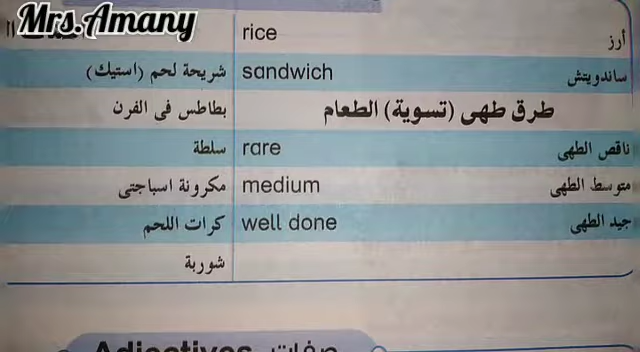 Mrs.Amany
rice أرز
شريحة لحم (استيك) sandwich ساندويتش
بطاطس فى الفرن طرق طهى (تسوية) الطعام
سلطة rare ناقص الطهى
مكرونة اسباجتى medium متوسط الطهى
كرات اللحم well done جيد الطهى
شوربة
Adjectives صفات